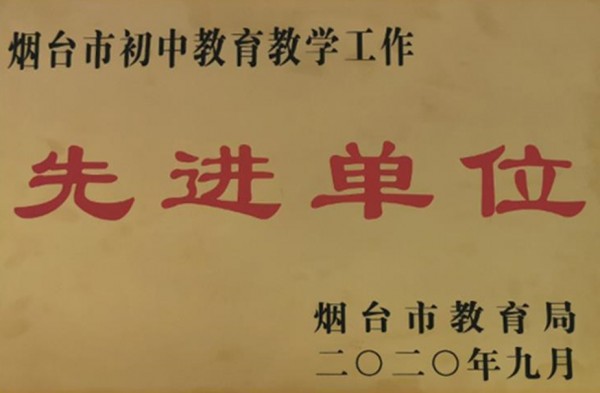 烟台市初中教育教学工作
先进单位
烟台市教育局
二〇二〇年九月